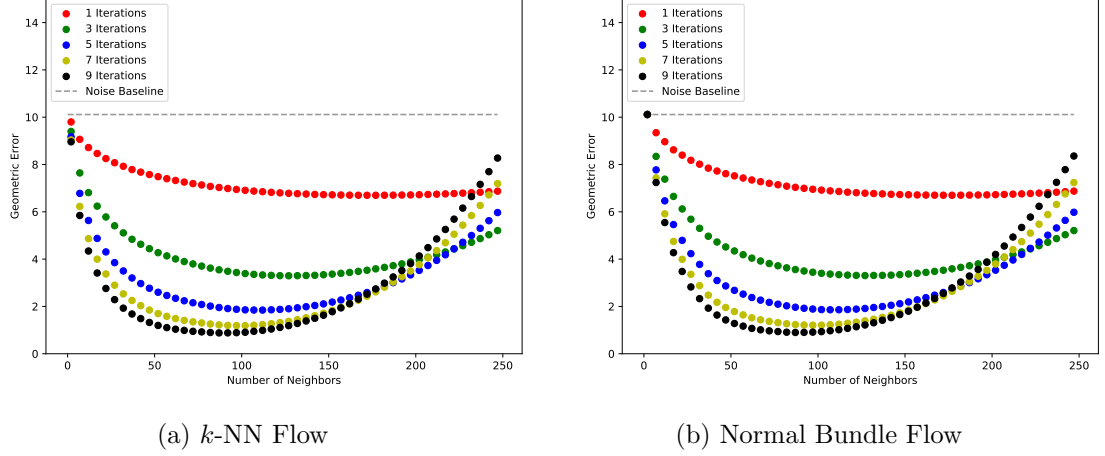 14
12
10
8
6
4
2
0
Geometric Error
1 Iterations
3 Iterations
5 Iterations
7 Iterations
9 Iterations
Noise Baseline
0 50 100 150 200 250
Number of Neighbors
(a) k-NN Flow
14
12
10
8
6
4
2
0
Geometric Error
1 Iterations
3 Iterations
5 Iterations
7 Iterations
9 Iterations
Noise Baseline
0 50 100 150 200 250
Number of Neighbors
(b) Normal Bundle Flow